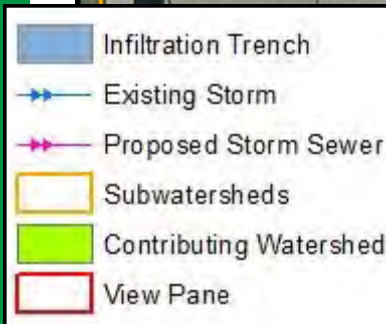 Infiltration Trench
Existing Storm
Proposed Storm Sewer
Subwatersheds
Contributing Watershed
View Pane